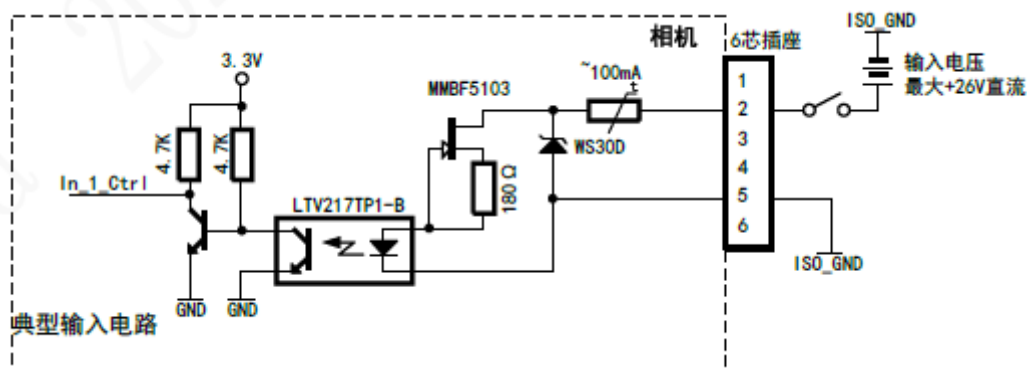 ISO_GND
相机
6芯插座
输入电压
最大+26V直流
3.3V
~100mA
t
MMBF5103
1
2
3
4
5
6
4.7K
4.7K
WS30D
180Ω
In_1_Ctrl
LTV217TP1-B
ISO_GND
GND
GND
典型输入电路